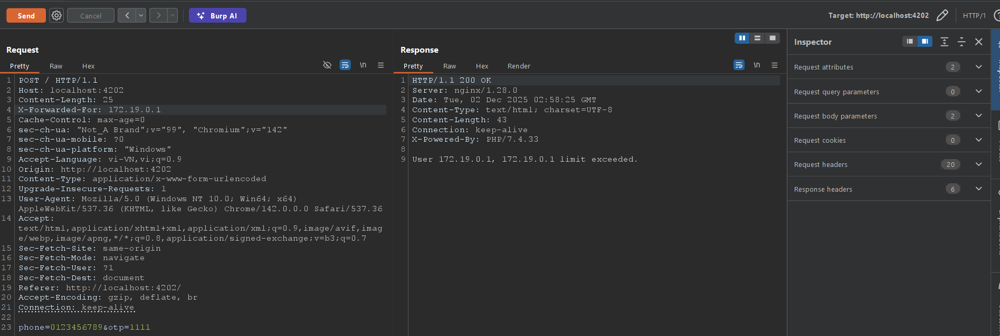 Send
Cancel
Burp AI
Target: http://localhost:4202
HTTP/1
Request
Pretty
Raw
Hex
\n
1 POST / HTTP/1.1
2 Host: localhost:4202
3 Content-Length: 25
4 X-Forwarded-For: 172.19.0.1
5 Cache-Control: max-age=0
6 sec-ch-ua: "Not_A Brand";v="99", "Chromium";v="142"
7 sec-ch-ua-mobile: ?0
8 sec-ch-ua-platform: "Windows"
9 Accept-Language: vi-VN,vi;q=0.9
10 Origin: http://localhost:4202
11 Content-Type: application/x-www-form-urlencoded
12 Upgrade-Insecure-Requests: 1
13 User-Agent: Mozilla/5.0 (Windows NT 10.0; Win64; x64)
AppleWebKit/537.36 (KHTML, like Gecko) Chrome/142.0.0.0 Safari/537.36
14 Accept:
text/html,application/xhtml+xml,application/xml;q=0.9,image/avif,imag
e/webp,image/apng,*/*;q=0.8,application/signed-exchange;v=b3;q=0.7
15 Sec-Fetch-Site: same-origin
16 Sec-Fetch-Mode: navigate
17 Sec-Fetch-User: ?1
18 Sec-Fetch-Dest: document
19 Referer: http://localhost:4202/
20 Accept-Encoding: gzip, deflate, br
21 Connection: keep-alive
22
23 phone=0123456789&otp=1111
Response
Pretty
Raw
Hex
Render
\n
1 HTTP/1.1 200 OK
2 Server: nginx/1.28.0
3 Date: Tue, 02 Dec 2025 02:58:25 GMT
4 Content-Type: text/html; charset=UTF-8
5 Content-Length: 43
6 Connection: keep-alive
7 X-Powered-By: PHP/7.4.33
8
9 User 172.19.0.1, 172.19.0.1 limit exceeded.
Inspector
Request attributes 2
Request query parameters 0
Request body parameters 2
Request cookies 0
Request headers 20
Response headers 6